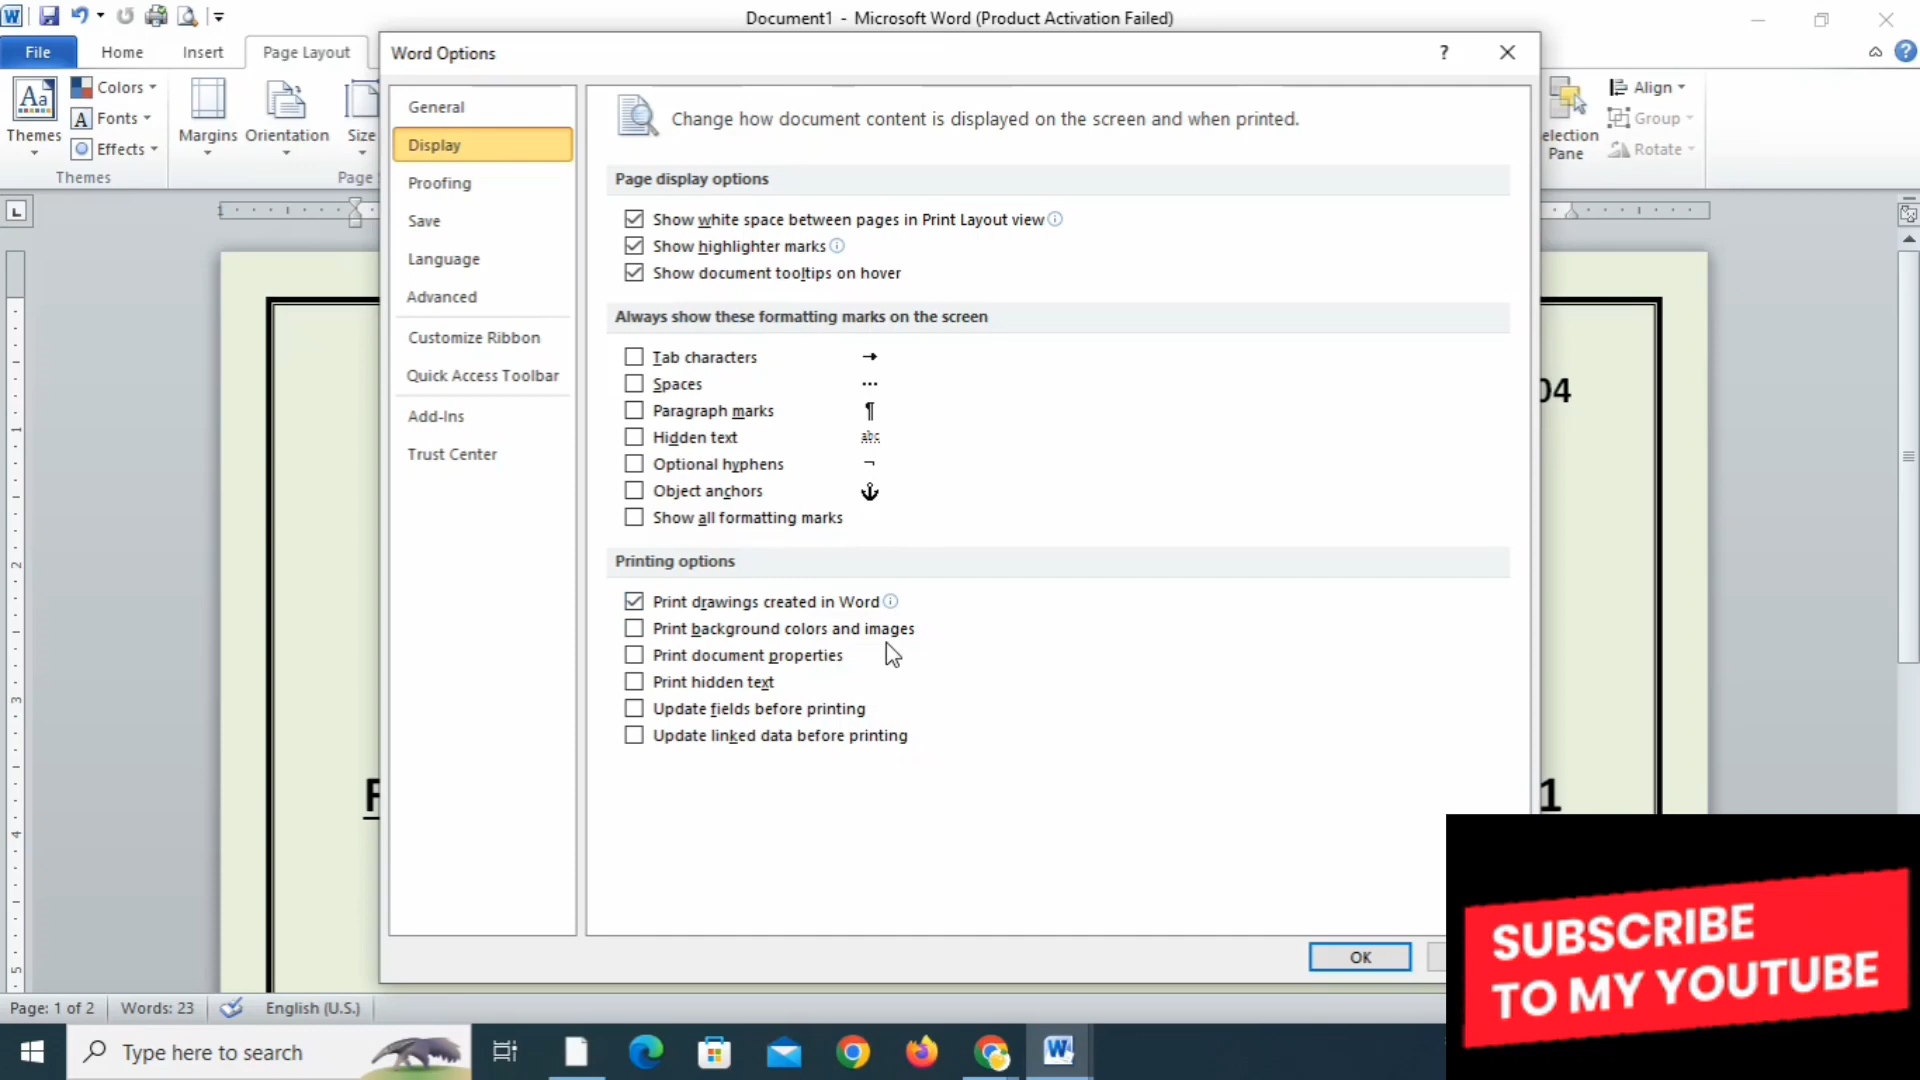 Document1 - Microsoft Word (Product Activation Failed)
File
Home
Insert
Page Layout
Word Options
Themes
Colors
Fonts
Effects
Themes
Margins
Orientation
Size
Page
Selection Pane
Align
Group
Rotate
General
Display
Proofing
Save
Language
Advanced
Customize Ribbon
Quick Access Toolbar
Add-Ins
Trust Center
Change how document content is displayed on the screen and when printed.
Page display options
Show white space between pages in Print Layout view
Show highlighter marks
Show document tooltips on hover
Always show these formatting marks on the screen
Tab characters →
Spaces ···
Paragraph marks ¶
Hidden text abc
Optional hyphens ¬
Object anchors
Show all formatting marks
Printing options
Print drawings created in Word
Print background colors and images
Print document properties
Print hidden text
Update fields before printing
Update linked data before printing
OK
04
1
SUBSCRIBE
TO MY YOUTUBE
Page: 1 of 2
Words: 23
English (U.S.)
Type here to search